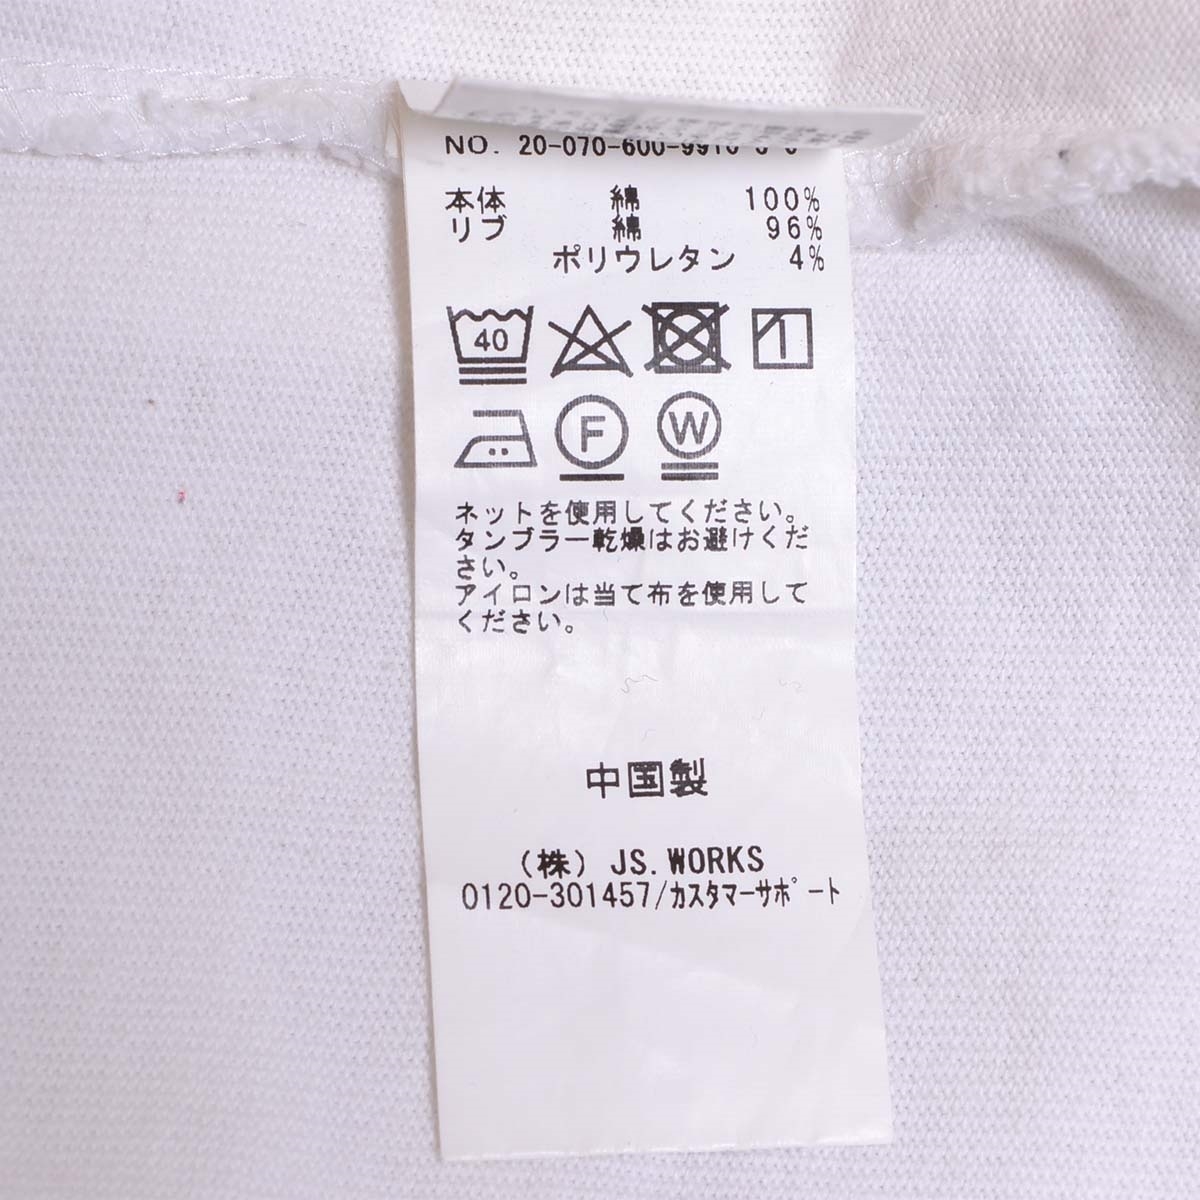 NO. 20-070-600-9910
本体 綿 100%
リブ 綿 96%
ポリウレタン 4%
40
1
F W
ネットを使用してください。
タンブラー乾燥はお避けくだ
さい。
アイロンは当て布を使用して
ください。
中国製
(株) JS.WORKS
0120-301457/ｶｽﾀﾏｰｻﾎﾟｰﾄ